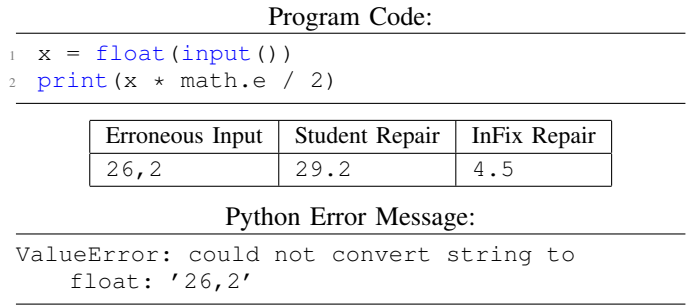 Program Code:
1 x = float(input())
2 print(x * math.e / 2)
Erroneous Input Student Repair InFix Repair
26,2 29.2 4.5
Python Error Message:
ValueError: could not convert string to
float: ’26,2’